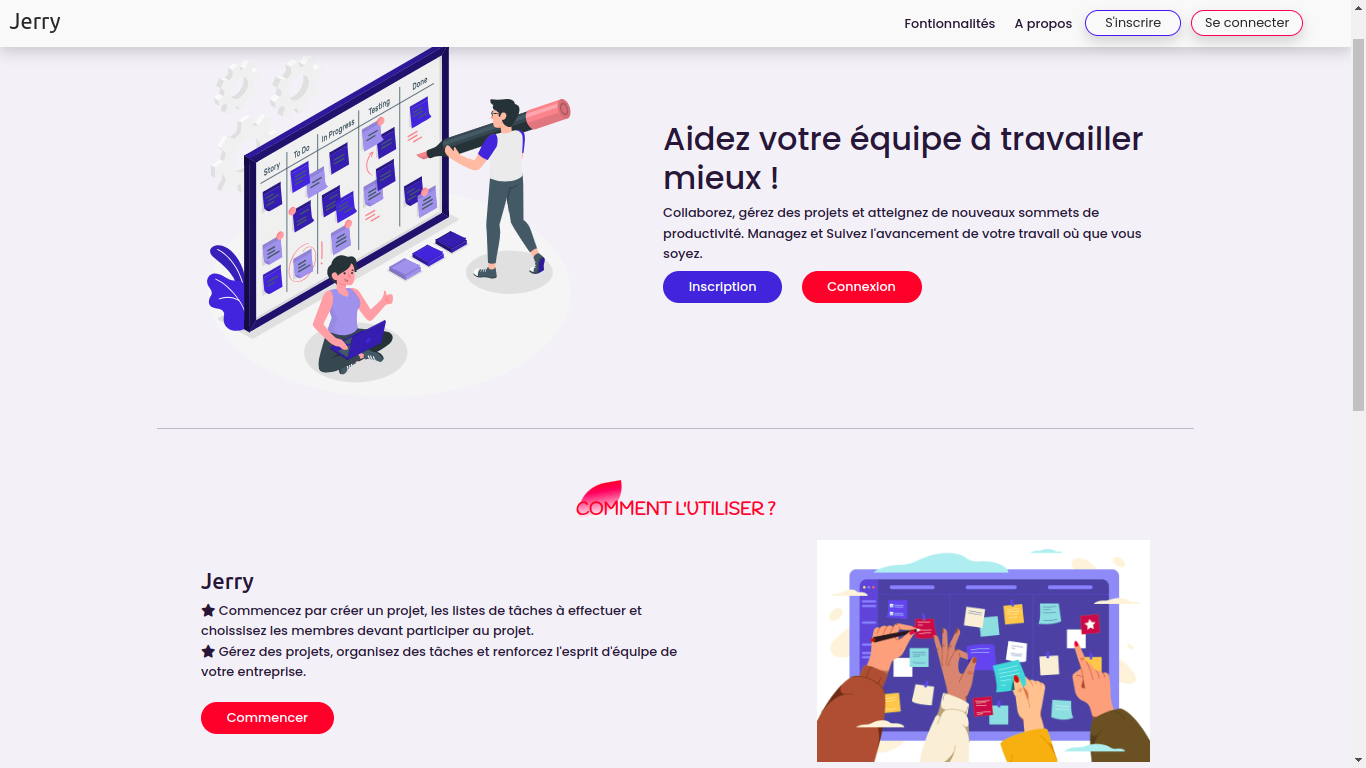 Jerry
Fontionnalités
A propos
S'inscrire
Se connecter
Story
To Do
In Progress
Testing
Done
Aidez votre équipe à travailler
mieux !
Collaborez, gérez des projets et atteignez de nouveaux sommets de
productivité. Managez et Suivez l'avancement de votre travail où que vous
soyez.
Inscription
Connexion
COMMENT L'UTILISER ?
Jerry
Commencez par créer un projet, les listes de tâches à effectuer et
choissisez les membres devant participer au projet.
Gérez des projets, organisez des tâches et renforcez l'esprit d'équipe de
votre entreprise.
Commencer